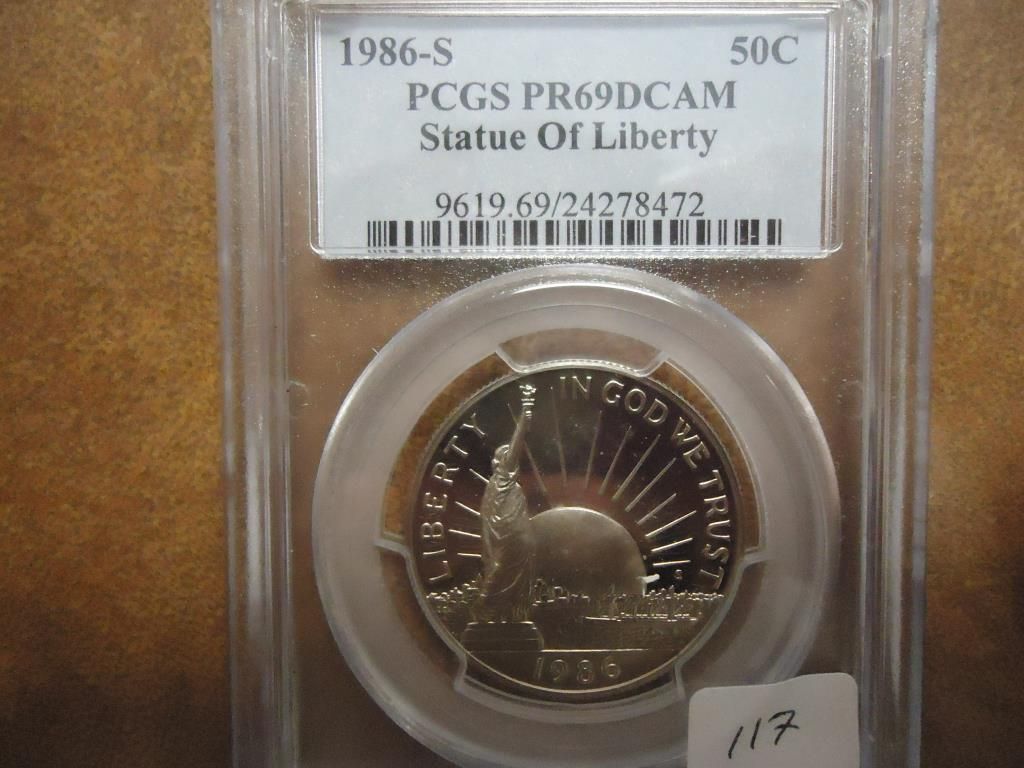 1986-S 50C
PCGS PR69DCAM
Statue Of Liberty
9619.69/24278472
LIBERTY
IN GOD WE TRUST
S
1986
117